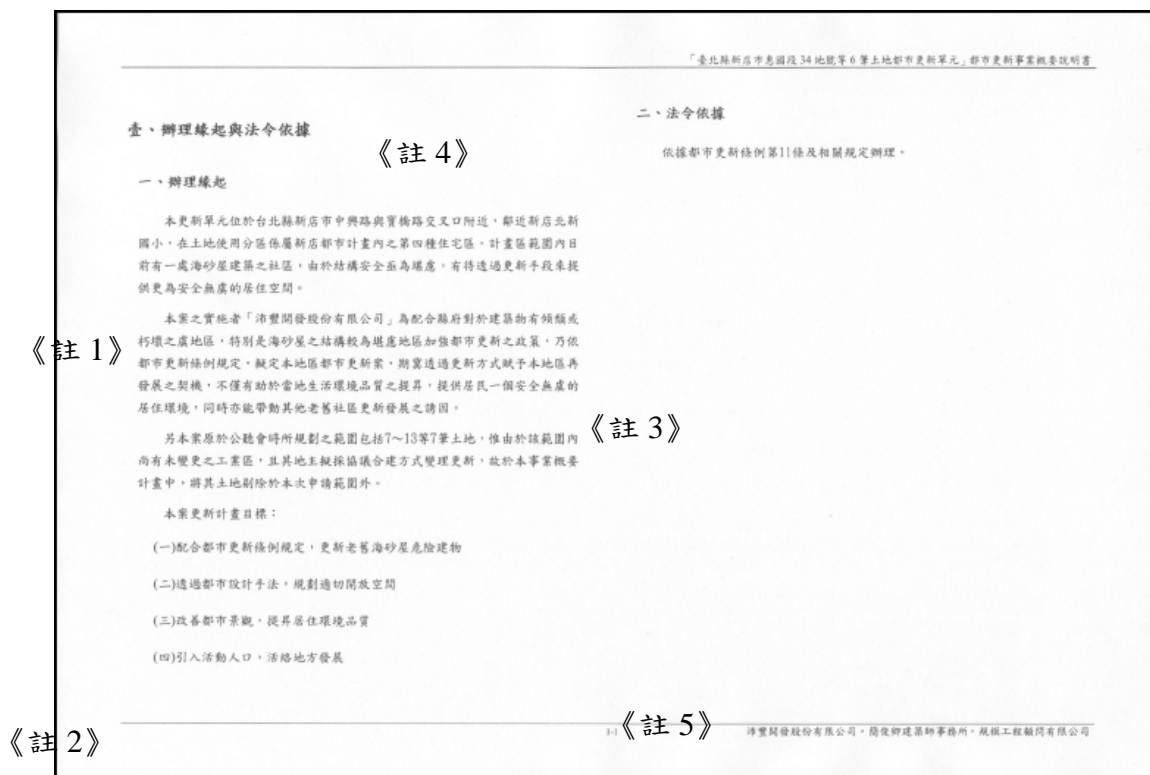 「臺北縣新店市惠國段34地號等6筆土地都市更新單元」都市更新事業概要說明書
壹、辦理緣起與法令依據
《註 4》
一、辦理緣起
本更新單元位於台北縣新店市中興路與寶橋路交叉口附近，鄰近新店北新
國小，在土地使用分區係屬新店都市計畫內之第四種住宅區。計畫區範圍內目
前有一處海砂屋建築之社區，由於結構安全亟為堪慮，有待透過更新手段來提
供更為安全無虞的居住空間。
本案之實施者「沛豐開發股份有限公司」為配合縣府對於建築物有傾頹或
《註 1》
朽壞之虞地區，特別是海砂屋之結構較為堪慮地區加強都市更新之政策，乃依
都市更新條例規定，擬定本地區都市更新案，期冀透過更新方式賦予本地區再
發展之契機，不僅有助於當地生活環境品質之提昇，提供居民一個安全無虞的
居住環境，同時亦能帶動其他老舊社區更新發展之誘因。
《註 3》
另本案原於公聽會時所規劃之範圍包括7～13等7筆土地，惟由於該範圍內
尚有未變更之工業區，且其地主擬採協議合建方式變理更新，故於本事業概要
計畫中，將其土地剔除於本次申請範圍外。
本案更新計畫目標：
(一)配合都市更新條例規定，更新老舊海砂屋危險建物
(二)透過都市設計手法，規劃適切開放空間
(三)改善都市景觀，提昇居住環境品質
(四)引入活動人口，活絡地方發展
二、法令依據
依據都市更新條例第11條及相關規定辦理。
《註 2》
1-1
《註 5》
沛豐開發股份有限公司．簡俊卿建築師事務所．規模工程顧問有限公司